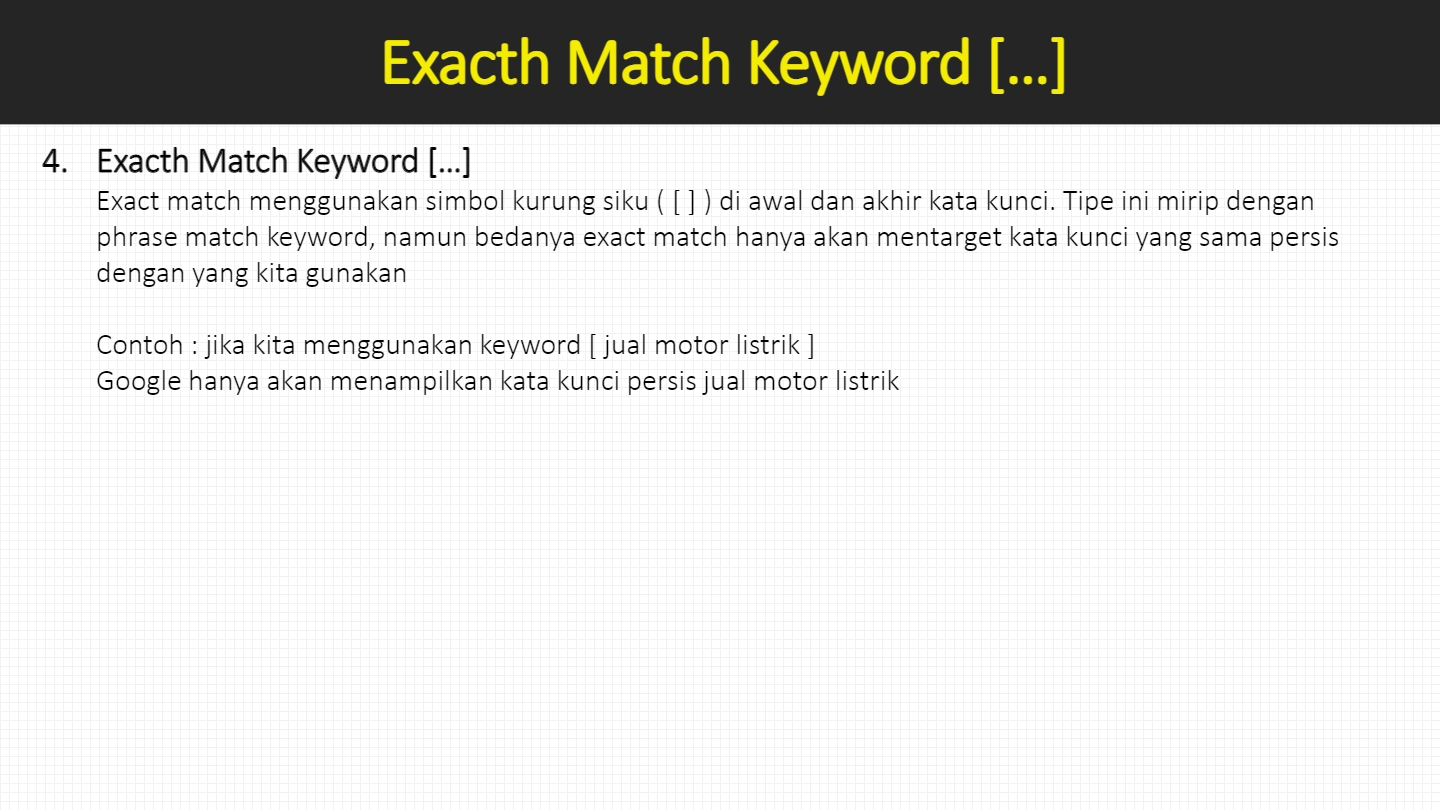 Exacth Match Keyword [...]
4. Exacth Match Keyword [...]
Exact match menggunakan simbol kurung siku ( [ ] ) di awal dan akhir kata kunci. Tipe ini mirip dengan
phrase match keyword, namun bedanya exact match hanya akan mentarget kata kunci yang sama persis
dengan yang kita gunakan
Contoh : jika kita menggunakan keyword [ jual motor listrik ]
Google hanya akan menampilkan kata kunci persis jual motor listrik